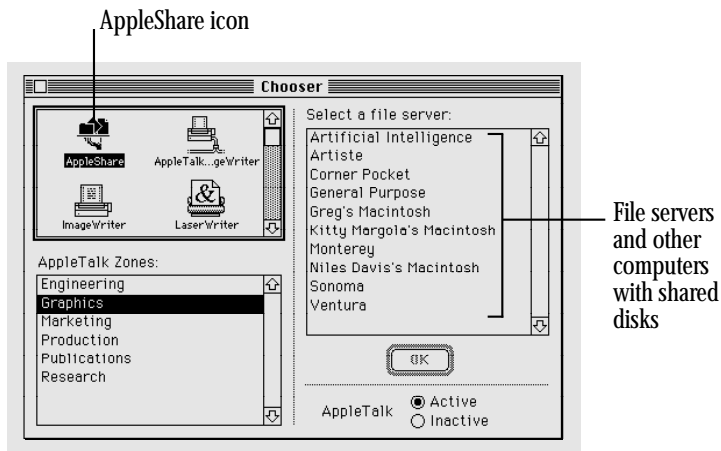 AppleShare icon
Chooser
AppleShare
AppleTalk...geWriter
ImageWriter
LaserWriter
AppleTalk Zones:
Engineering
Graphics
Marketing
Production
Publications
Research
Select a file server:
Artificial Intelligence
Artiste
Corner Pocket
General Purpose
Greg's Macintosh
Kitty Margola's Macintosh
Monterey
Niles Davis's Macintosh
Sonoma
Ventura
OK
AppleTalk
Active
Inactive
File servers
and other
computers
with shared
disks